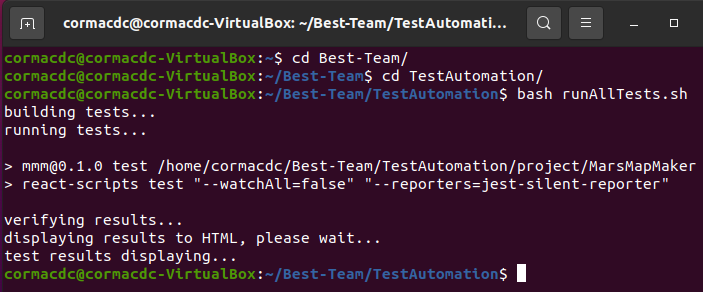 cormacdc@cormacdc-VirtualBox: ~/Best-Team/TestAutomati...
cormacdc@cormacdc-VirtualBox:~$ cd Best-Team/
cormacdc@cormacdc-VirtualBox:~/Best-Team$ cd TestAutomation/
cormacdc@cormacdc-VirtualBox:~/Best-Team/TestAutomation$ bash runAllTests.sh
building tests...
running tests...
> mmm@0.1.0 test /home/cormacdc/Best-Team/TestAutomation/project/MarsMapMaker
> react-scripts test "--watchAll=false" "--reporters=jest-silent-reporter"
verifying results...
displaying results to HTML, please wait...
test results displaying...
cormacdc@cormacdc-VirtualBox:~/Best-Team/TestAutomation$